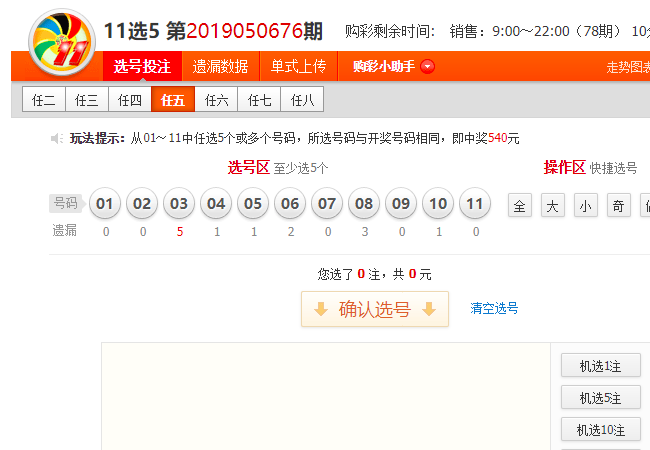 11选5 第2019050676期 购彩剩余时间: 销售：9:00～22:00（78期） 10
11
选号投注 遗漏数据 单式上传 购彩小助手 走势图表
任二 任三 任四 任五 任六 任七 任八
玩法提示：从01～11中任选5个或多个号码，所选号码与开奖号码相同，即中奖540元
选号区 至少选5个 操作区 快捷选号
号码 01 02 03 04 05 06 07 08 09 10 11 全 大 小 奇
遗漏 0 0 5 1 1 2 0 3 0 1 0
您选了 0 注，共 0 元
确认选号 清空选号
机选1注
机选5注
机选10注